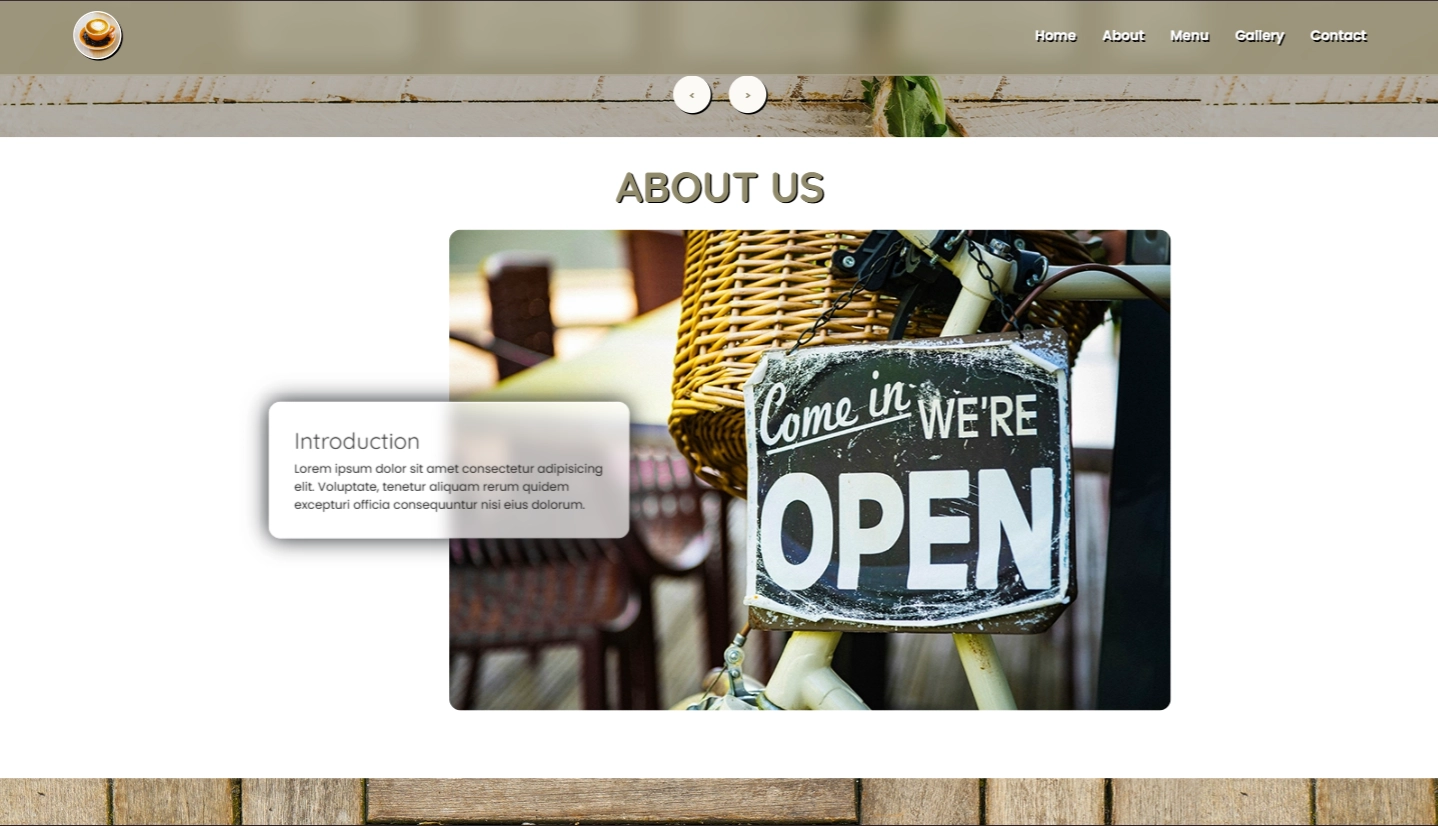 Home About Menu Gallery Contact
< >
ABOUT US
Come in WE'RE
OPEN
Introduction
Lorem ipsum dolor sit amet consectetur adipisicing
elit. Voluptate, tenetur aliquam rerum quidem
excepturi officia consequuntur nisi eius dolorum.